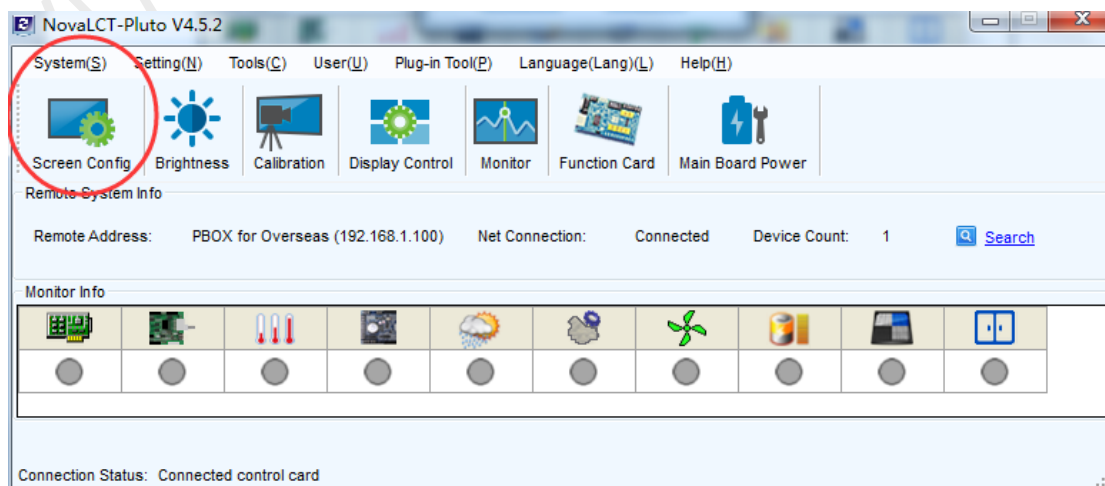 NovaLCT-Pluto V4.5.2
System(S) Setting(N) Tools(C) User(U) Plug-in Tool(P) Language(Lang)(L) Help(H)
Screen Config Brightness Calibration Display Control Monitor Function Card Main Board Power
Remote System Info
Remote Address: PBOX for Overseas (192.168.1.100) Net Connection: Connected Device Count: 1 Search
Monitor Info
Connection Status: Connected control card